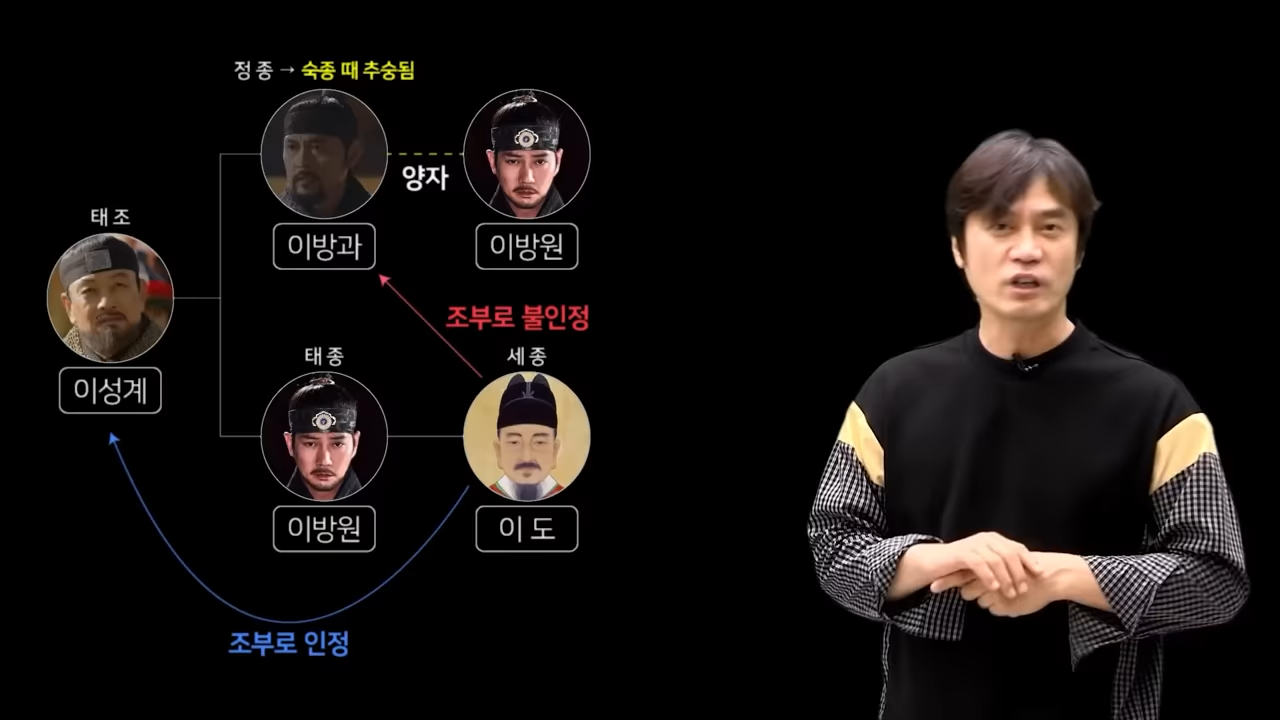 정 종 → 숙종 때 추숭됨
양자
이방과
이방원
태 조
이성계
조부로 불인정
태 종
세 종
이방원
이 도
조부로 인정